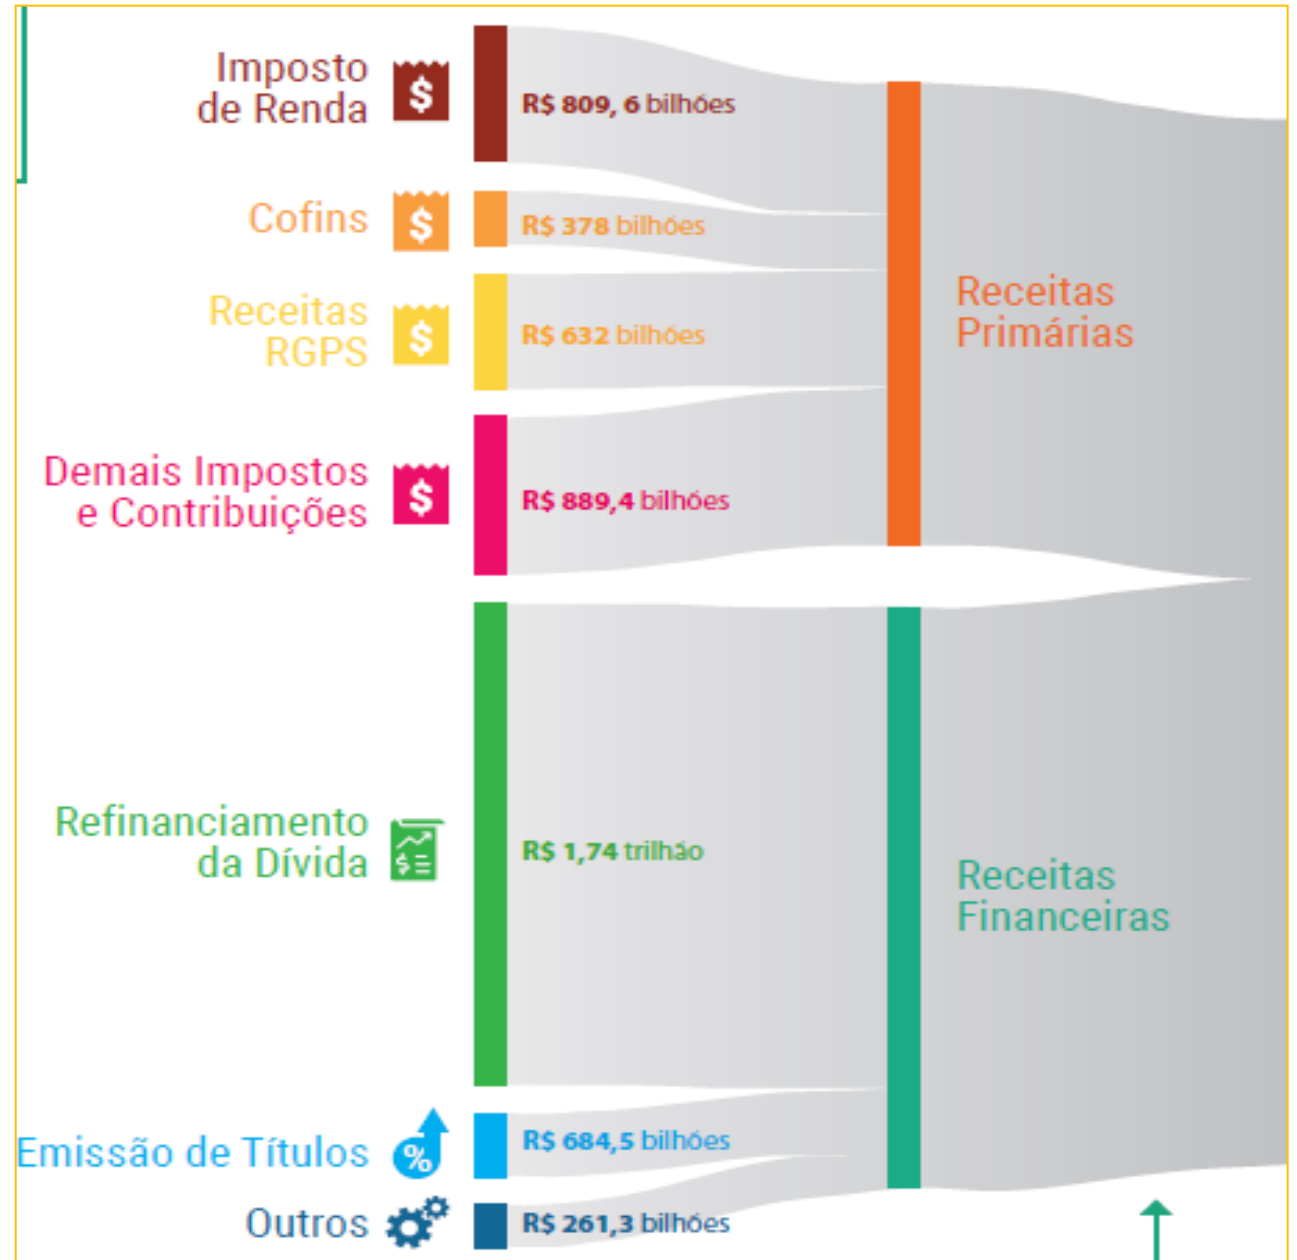 Imposto
de Renda
$
R$ 809, 6 bilhões
Cofins
$
R$ 378 bilhões
Receitas
RGPS
$
R$ 632 bilhões
Receitas
Primárias
Demais Impostos
e Contribuições
$
R$ 889,4 bilhões
Refinanciamento
da Dívida
$
R$ 1,74 trilhão
Receitas
Financeiras
Emissão de Títulos
%
R$ 684,5 bilhões
Outros
R$ 261,3 bilhões